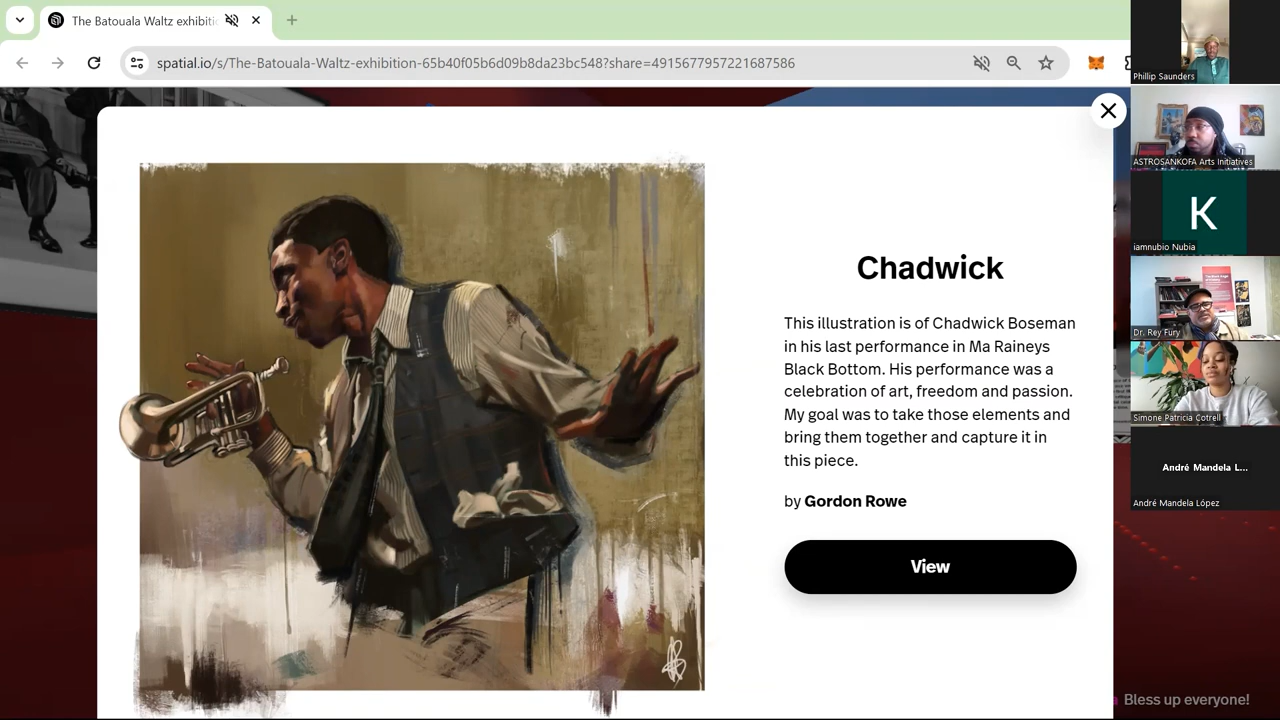 The Batouala Waltz exhibiti
spatial.io/s/The-Batouala-Waltz-exhibition-65b40f05b6d09b8da23bc548?share=4915677957221687586
Chadwick
This illustration is of Chadwick Boseman
in his last performance in Ma Raineys
Black Bottom. His performance was a
celebration of art, freedom and passion.
My goal was to take those elements and
bring them together and capture it in
this piece.
by Gordon Rowe
View
Phillip Saunders
ASTROSANKOFA Arts Initiatives
K
iamnubio Nubia
Dr. Rey Fury
Simone Patricia Cotrell
André Mandela L...
André Mandela López
Bless up everyone!